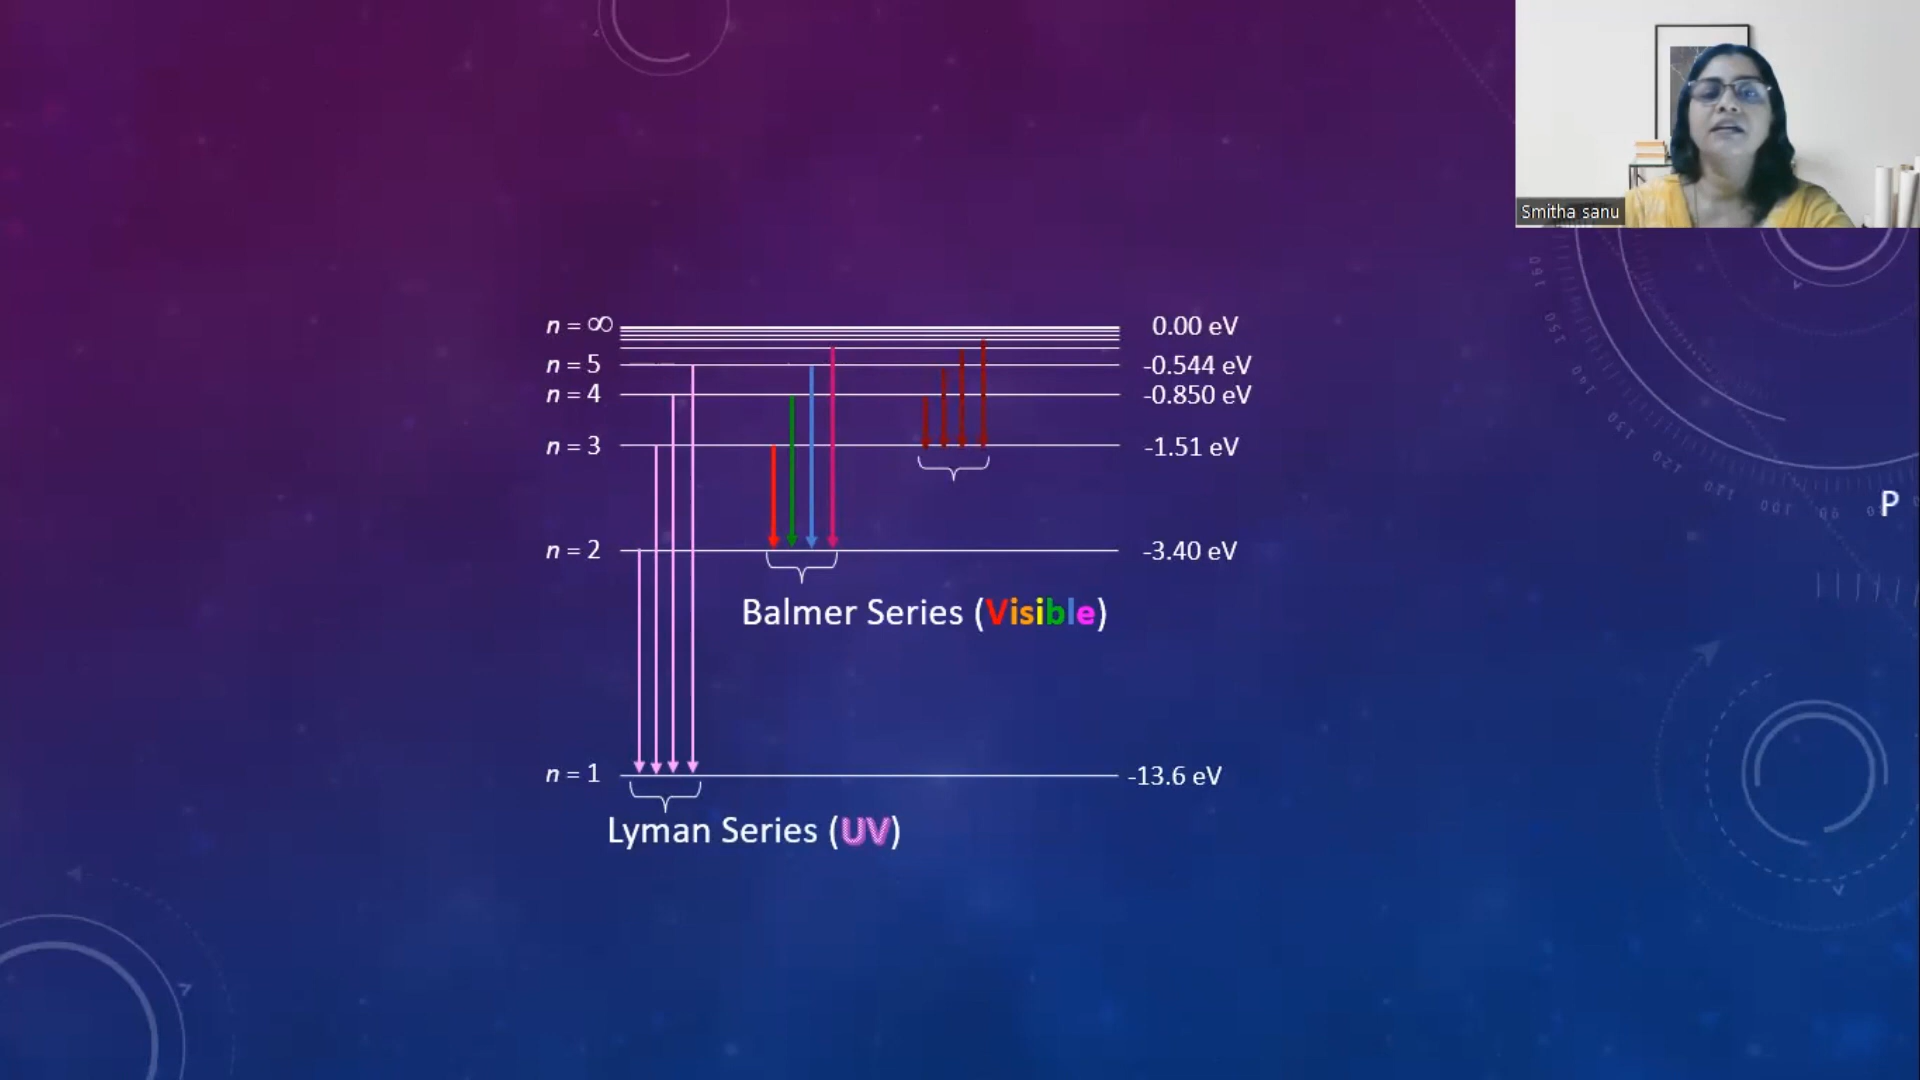 Smitha sanu
n = ∞ 0.00 eV
n = 5 -0.544 eV
n = 4 -0.850 eV
n = 3 -1.51 eV
P
n = 2 -3.40 eV
Balmer Series (Visible)
n = 1 -13.6 eV
Lyman Series (UV)